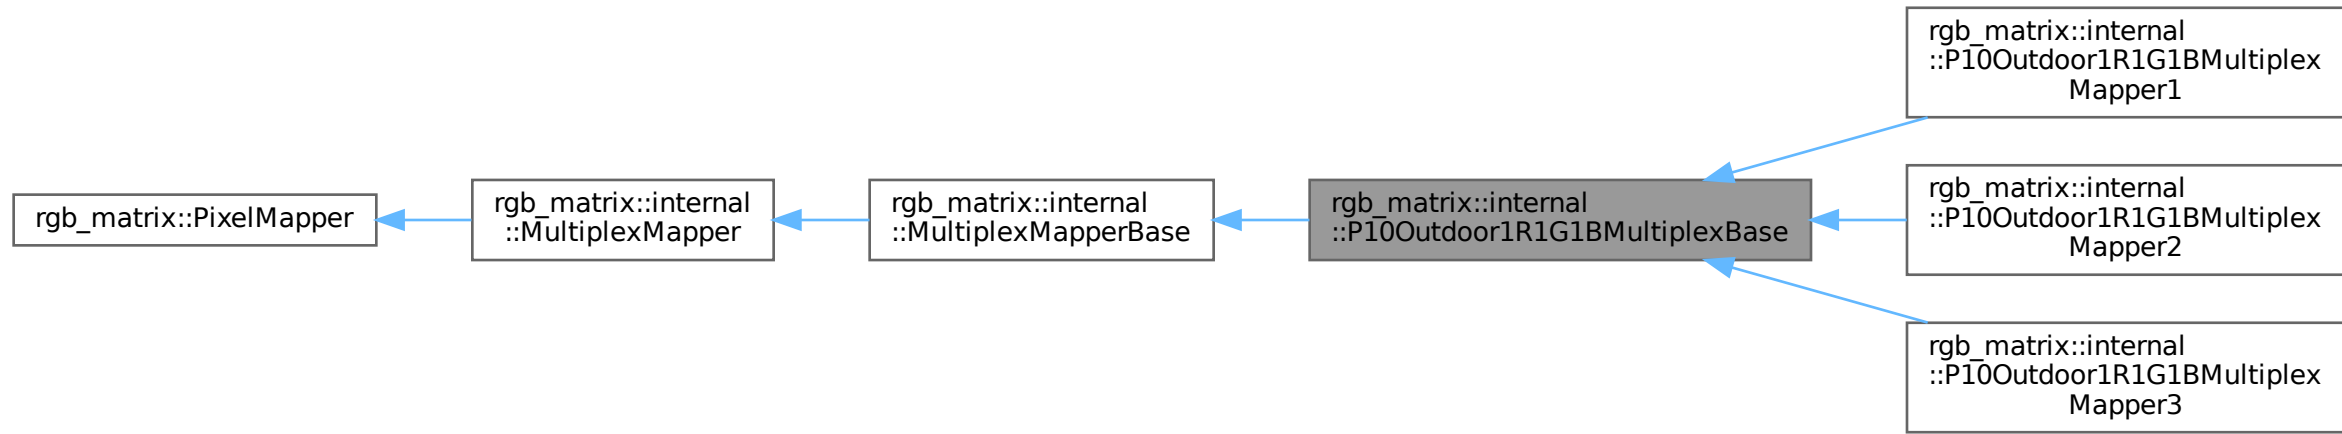 rgb_matrix::PixelMapper
rgb_matrix::internal
::MultiplexMapper
rgb_matrix::internal
::MultiplexMapperBase
rgb_matrix::internal
::P10Outdoor1R1G1BMultiplexBase
rgb_matrix::internal
::P10Outdoor1R1G1BMultiplex
Mapper1
rgb_matrix::internal
::P10Outdoor1R1G1BMultiplex
Mapper2
rgb_matrix::internal
::P10Outdoor1R1G1BMultiplex
Mapper3